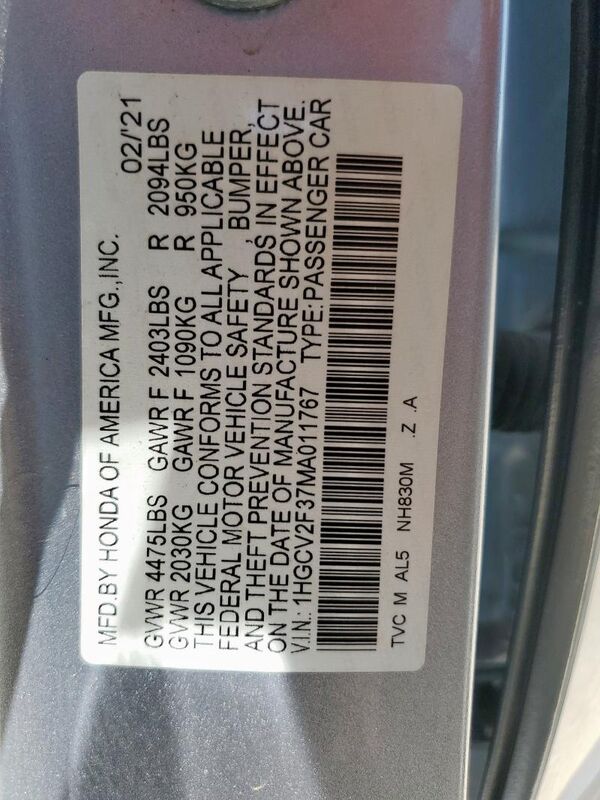 MFD.BY HONDA OF AMERICA MFG.,INC. 02/'21
GVWR 4475LBS GAWR F 2403LBS R 2094LBS
GVWR 2030KG GAWR F 1090KG R 950KG
THIS VEHICLE CONFORMS TO ALL APPLICABLE
FEDERAL MOTOR VEHICLE SAFETY , BUMPER,
AND THEFT PREVENTION STANDARDS IN EFFECT
ON THE DATE OF MANUFACTURE SHOWN ABOVE.
V.I.N.: 1HGCV2F37MA011767 TYPE:PASSENGER CAR
TVC M AL5 NH830M .Z .A